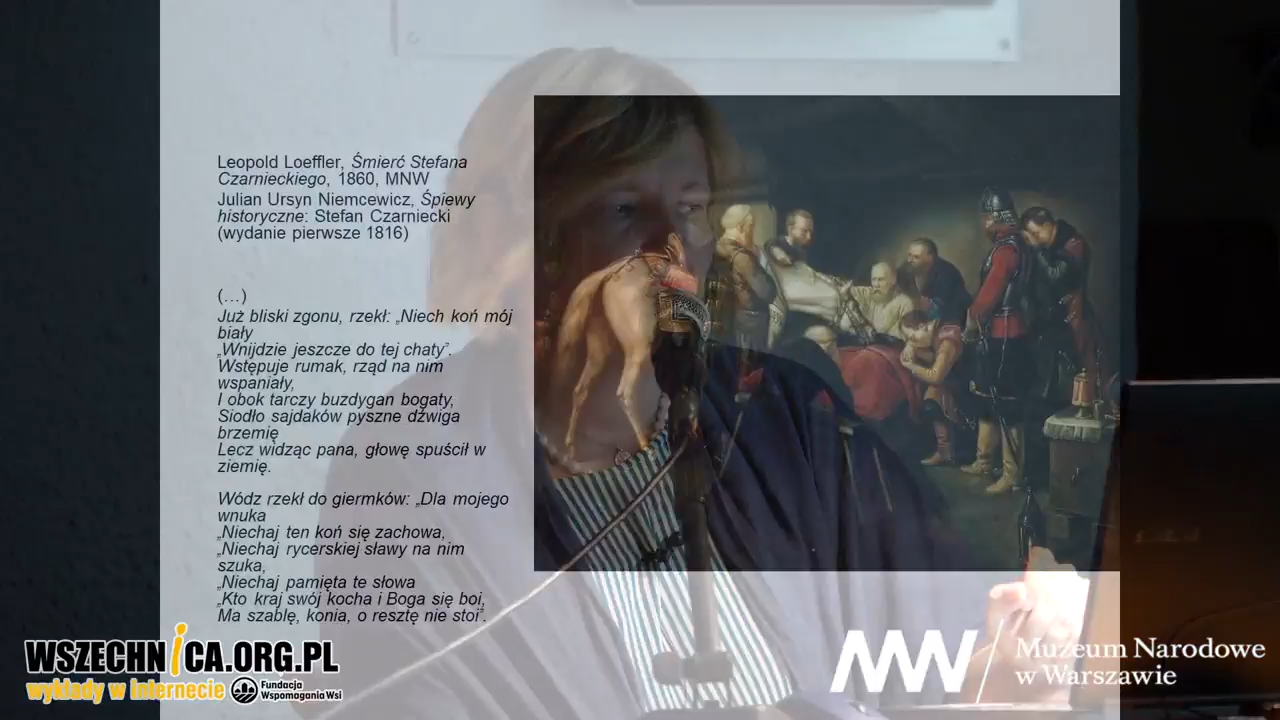 Leopold Loeffler, Śmierć Stefana
Czarnieckiego, 1860, MNW
Julian Ursyn Niemcewicz, Śpiewy
historyczne: Stefan Czarniecki
(wydanie pierwsze 1816)
(…)
Już bliski zgonu, rzekł: „Niech koń mój
biały
„Wnijdzie jeszcze do tej chaty”.
Wstępuje rumak, rząd na nim
wspaniały,
I obok tarczy buzdygan bogaty,
Siodło sajdaków pyszne dźwiga
brzemię
Lecz widząc pana, głowę spuścił w
ziemię.
Wódz rzekł do giermków: „Dla mojego
wnuka
„Niechaj ten koń się zachowa,
„Niechaj rycerskiej sławy na nim
szuka,
„Niechaj pamięta te słowa
„Kto kraj swój kocha i Boga się boi,
Ma szablę, konia, o resztę nie stoi”.
WSZECHNICA.ORG.PL
wykłady w internecie
Fundacja
Wspomagania Wsi
MNW
Muzeum Narodowe
w Warszawie